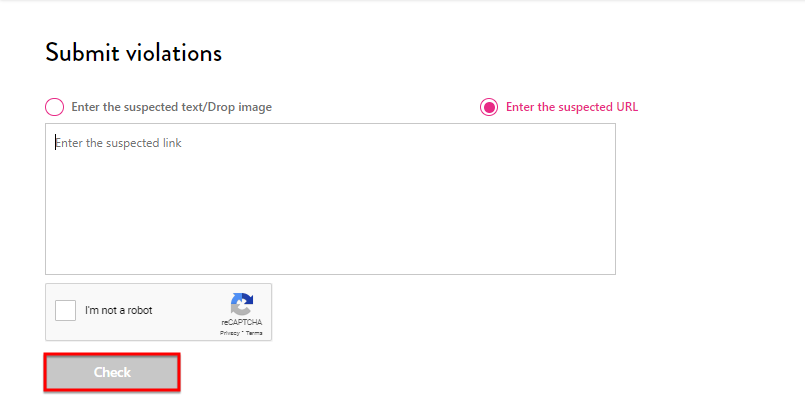 Submit violations
Enter the suspected text/Drop image
Enter the suspected URL
Enter the suspected link
I'm not a robot
reCAPTCHA
Privacy - Terms
Check